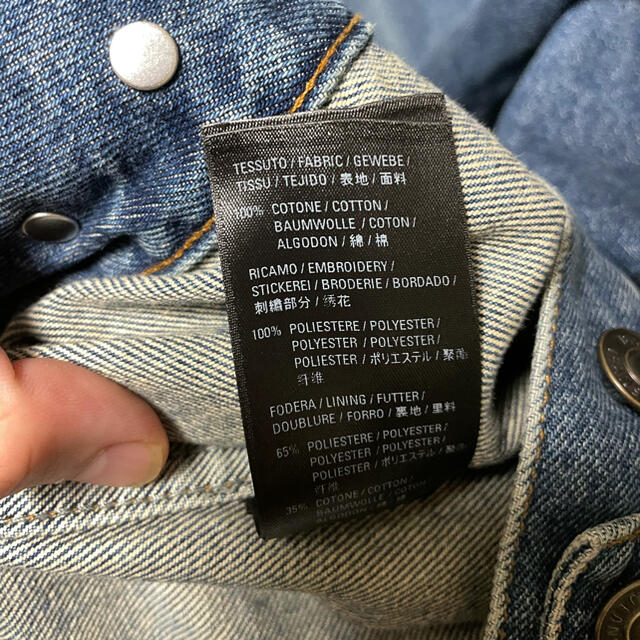 TESSUTO / FABRIC / GEWEBE /
TISSU / TEJIDO / 表地 / 面料
100% COTONE / COTTON /
BAUMWOLLE / COTON /
ALGODON / 綿 / 棉
RICAMO / EMBROIDERY /
STICKEREI / BRODERIE / BORDADO /
刺繍部分 / 绣花
100% POLIESTERE / POLYESTER /
POLYESTER / POLYESTER /
POLIESTER / ポリエステル / 聚酯
纤维
FODERA / LINING / FUTTER /
DOUBLURE / FORRO / 裏地 / 里料
65% POLIESTERE / POLYESTER /
POLYESTER / POLYESTER /
POLIESTER / ポリエステル / 聚酯
纤维
35% COTONE / COTTON /
BAUMWOLLE / COTON
ALGODON